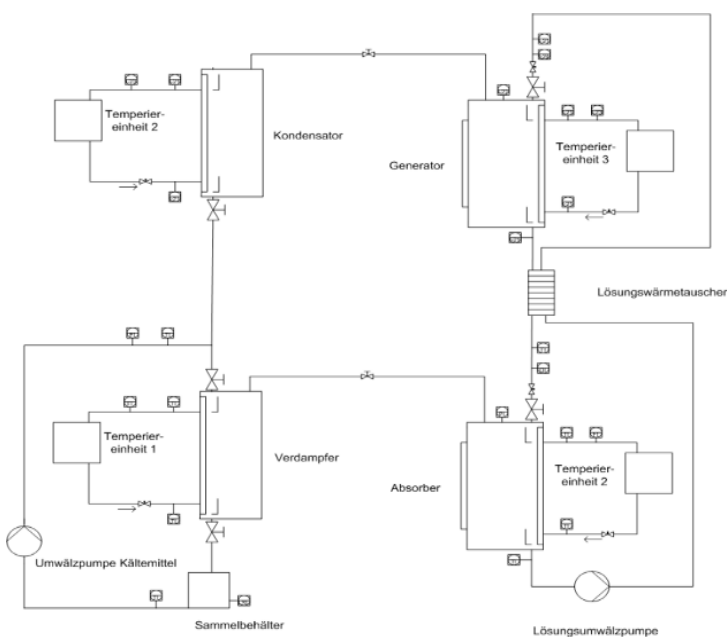 Temperier-
einheit 2
Kondensator
Generator
Temperier-
einheit 3
Lösungswärmetauscher
Temperier-
einheit 1
Verdampfer
Absorber
Temperier-
einheit 2
Umwälzpumpe Kältemittel
Sammelbehälter
Lösungsumwälzpumpe